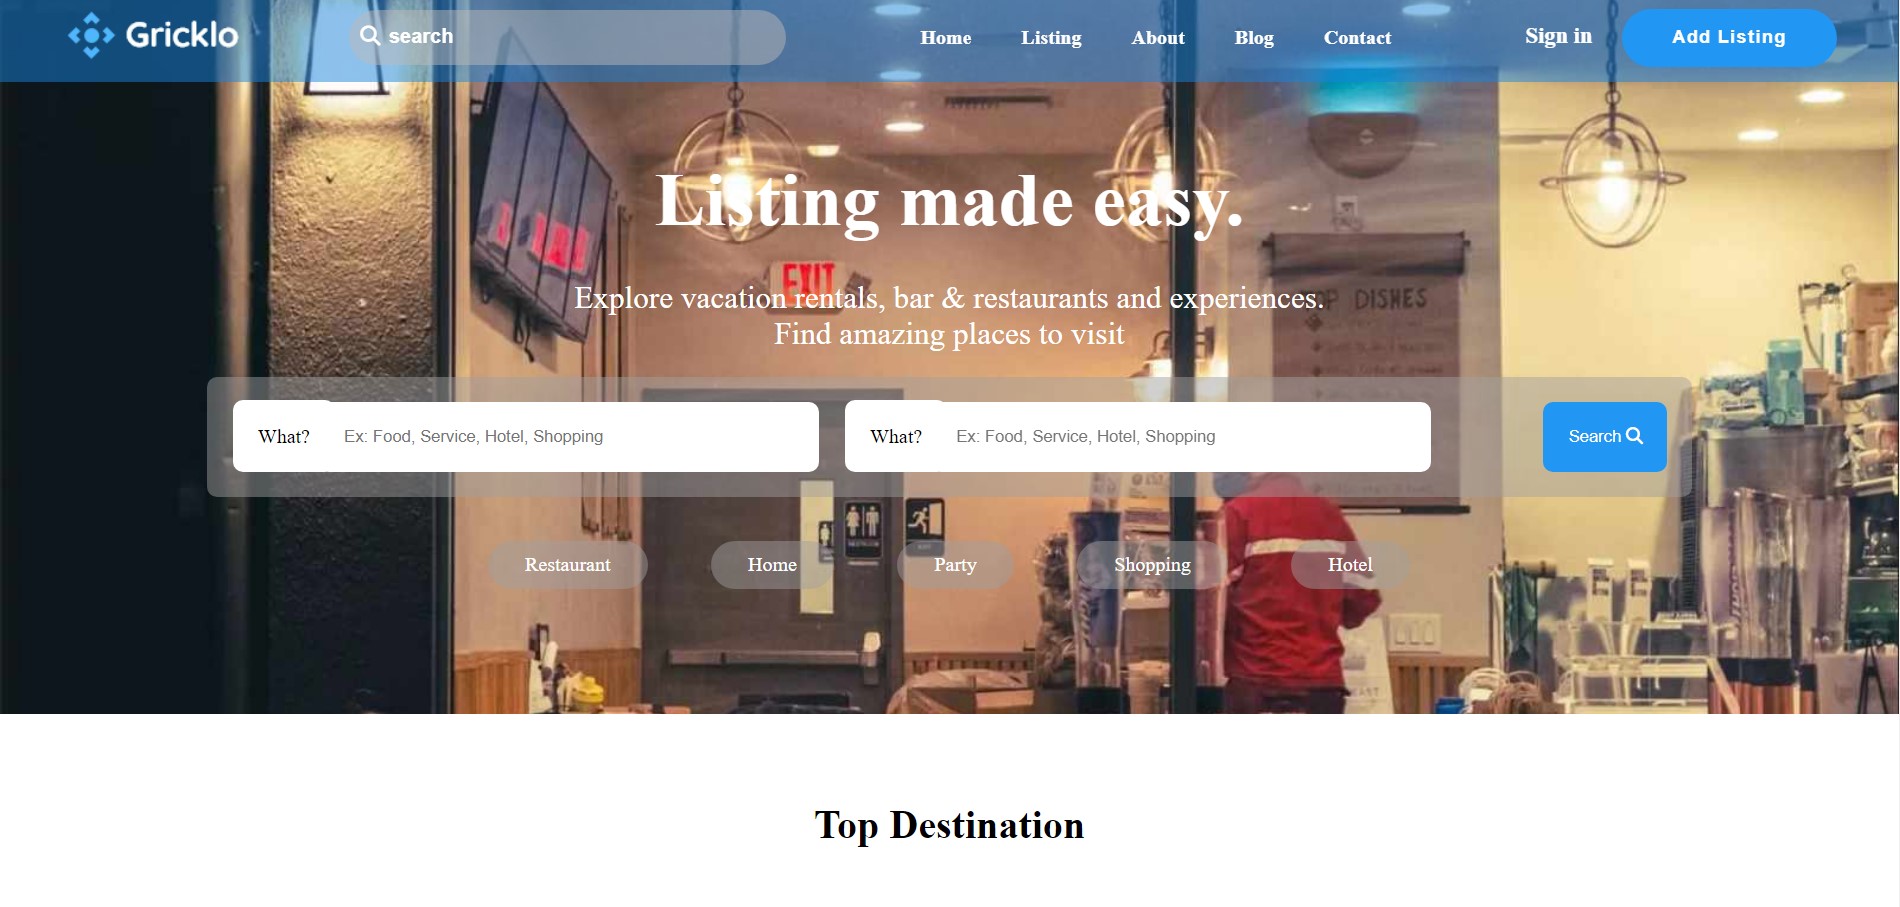 Gricklo
search
Home Listing About Blog Contact
Sign in
Add Listing
Listing made easy.
EXIT
Explore vacation rentals, bar & restaurants and experiences.
Find amazing places to visit
DISHES
What? Ex: Food, Service, Hotel, Shopping
What? Ex: Food, Service, Hotel, Shopping
Search
Restaurant Home Party Shopping Hotel
Top Destination